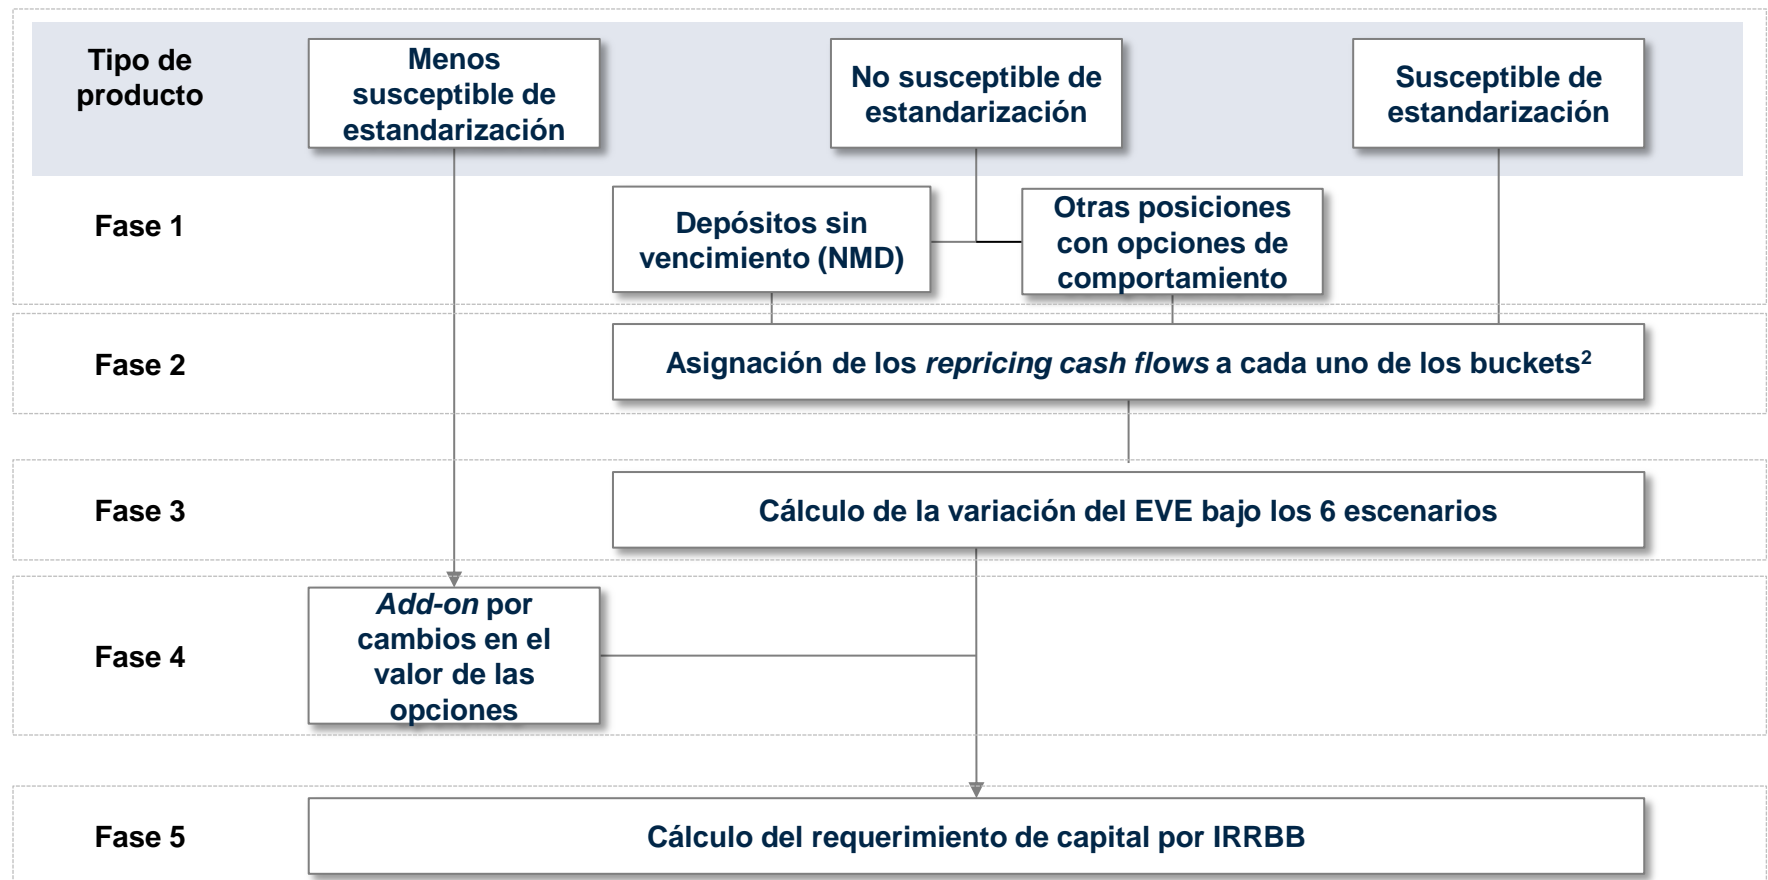 Tipo de
producto
Menos
susceptible de
estandarización
No susceptible de
estandarización
Susceptible de
estandarización
Fase 1
Depósitos sin
vencimiento (NMD)
Otras posiciones
con opciones de
comportamiento
Fase 2
Asignación de los repricing cash flows a cada uno de los buckets²
Fase 3
Cálculo de la variación del EVE bajo los 6 escenarios
Fase 4
Add-on por
cambios en el
valor de las
opciones
Fase 5
Cálculo del requerimiento de capital por IRRBB